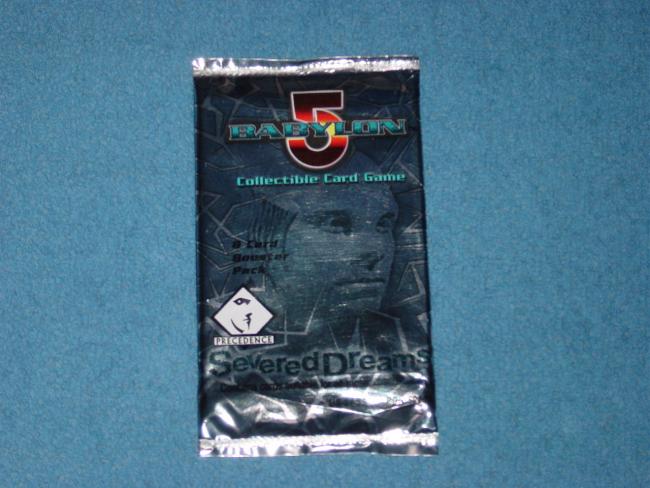 BABYLON
5
Collectible Card Game
8 Card
Booster
Pack
PRECEDENCE
Severed Dreams